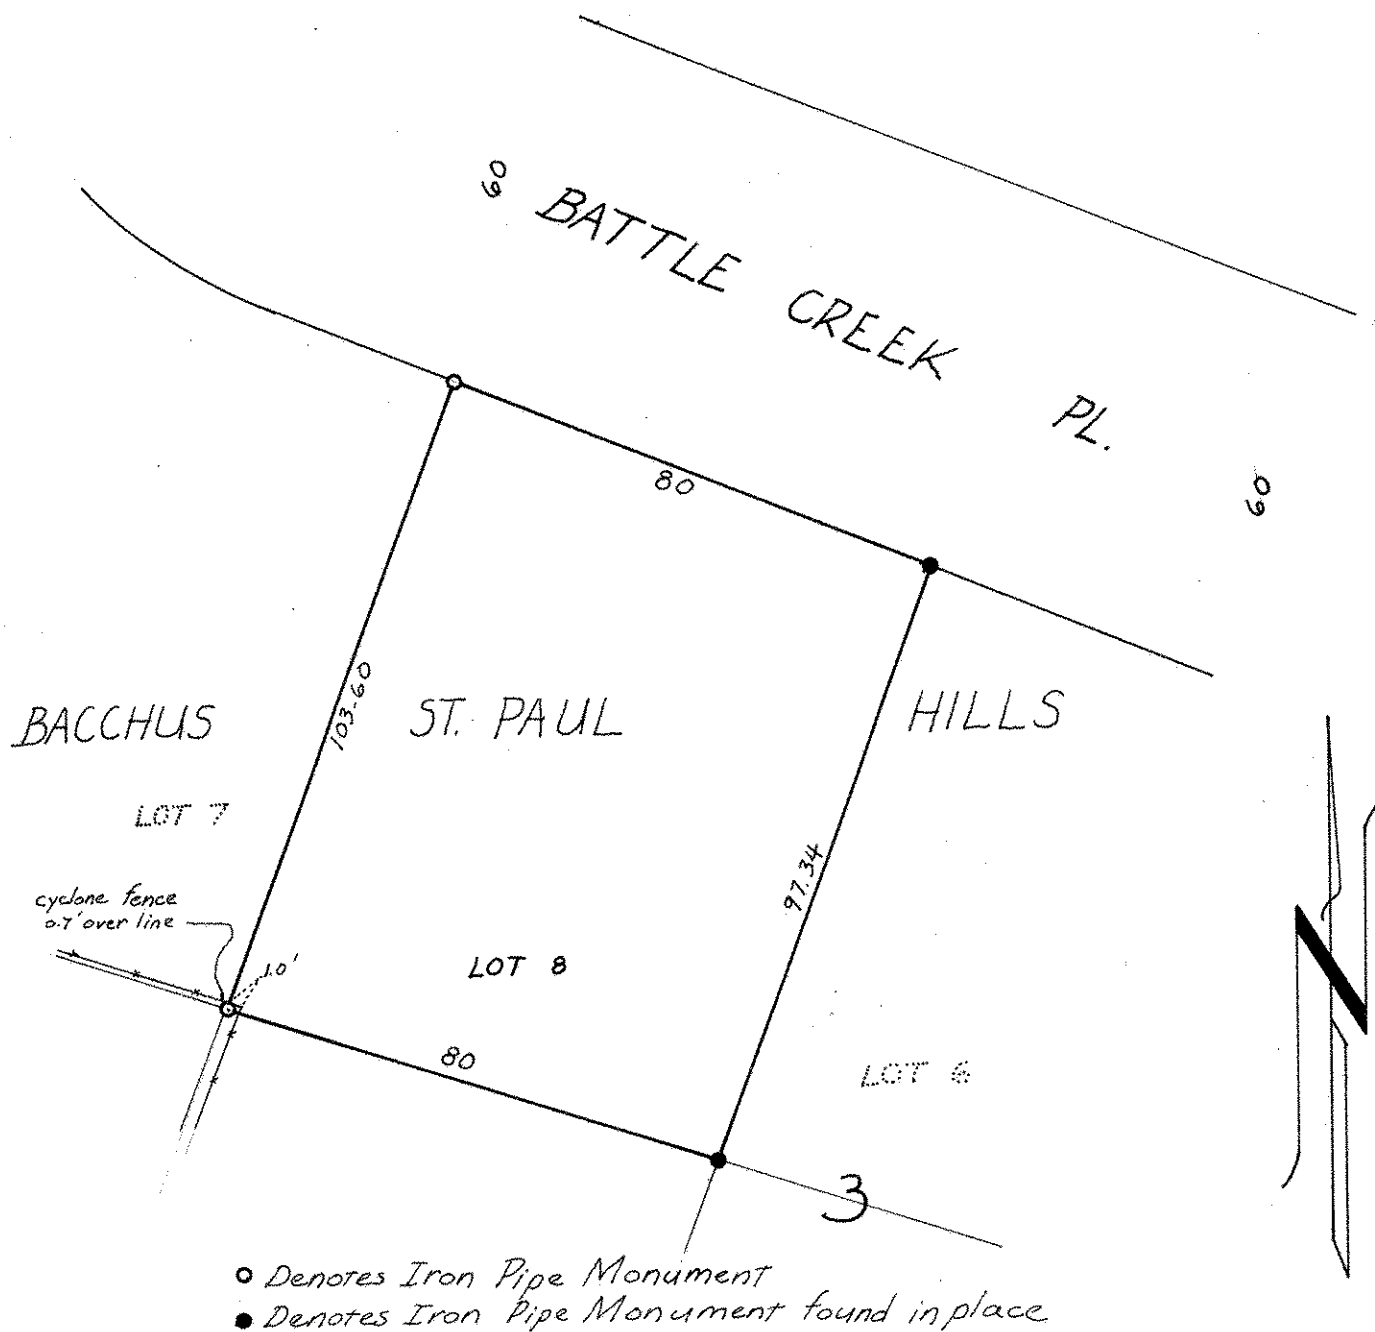 60
BATTLE CREEK PL.
60
80
103.60
BACCHUS ST. PAUL HILLS
LOT 7
97.34
cyclone fence
0.7' over line
1.0'
LOT 8
80
LOT 6
3
N
Denotes Iron Pipe Monument
Denotes Iron Pipe Monument found in place